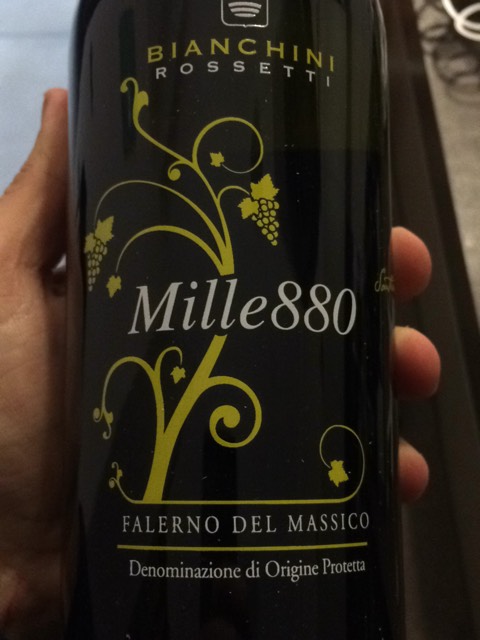 BIANCHINI
ROSSETTI
Mille880
FALERNO DEL MASSICO
Denominazione di Origine Protetta